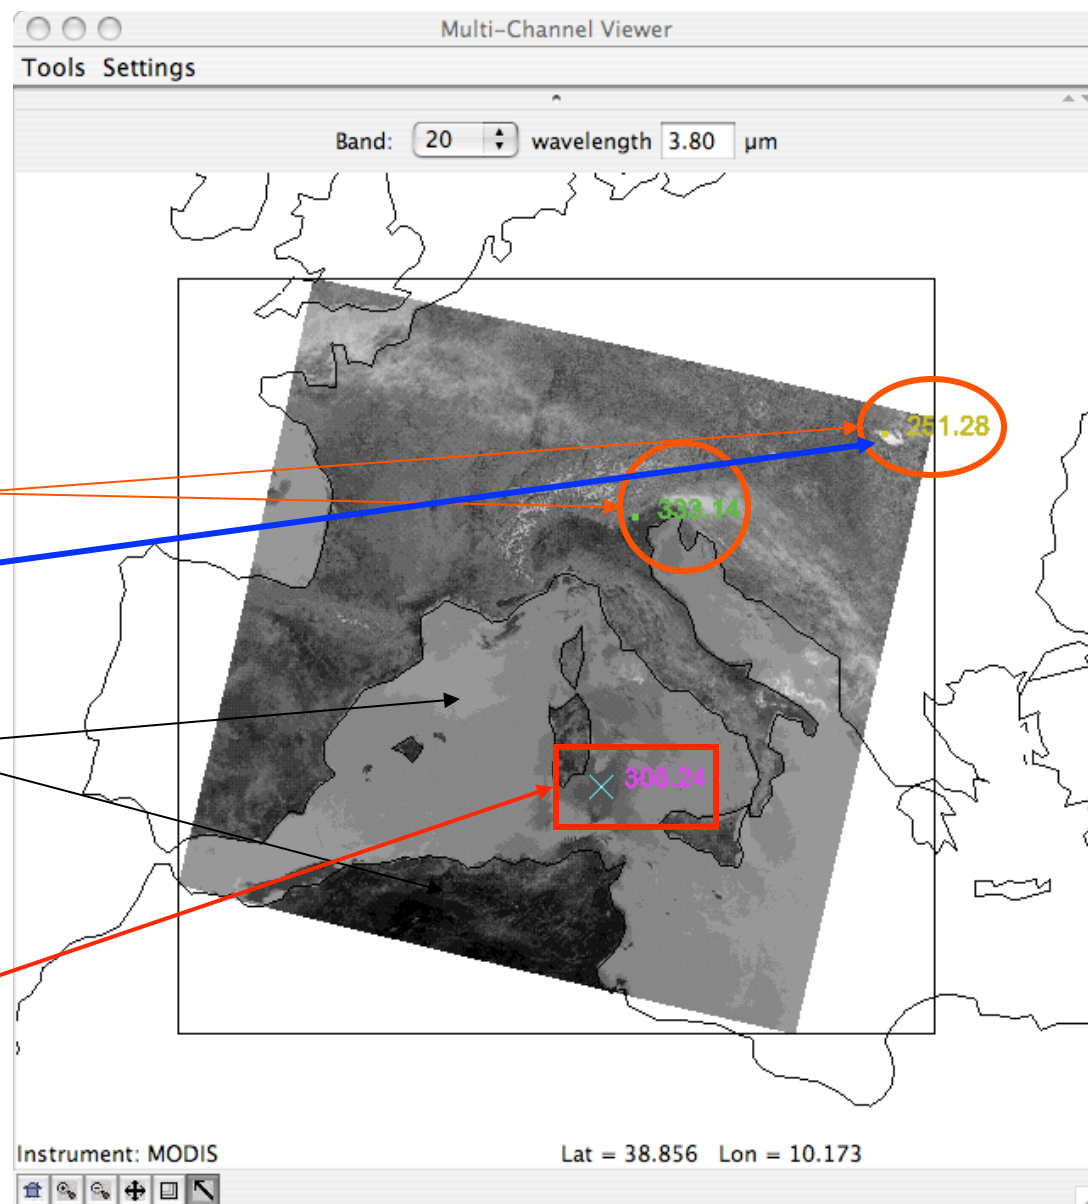 Multi-Channel Viewer
Tools Settings
Band: 20 wavelength 3.80 µm
251.28
333.14
308.24
Instrument: MODIS Lat = 38.856 Lon = 10.173